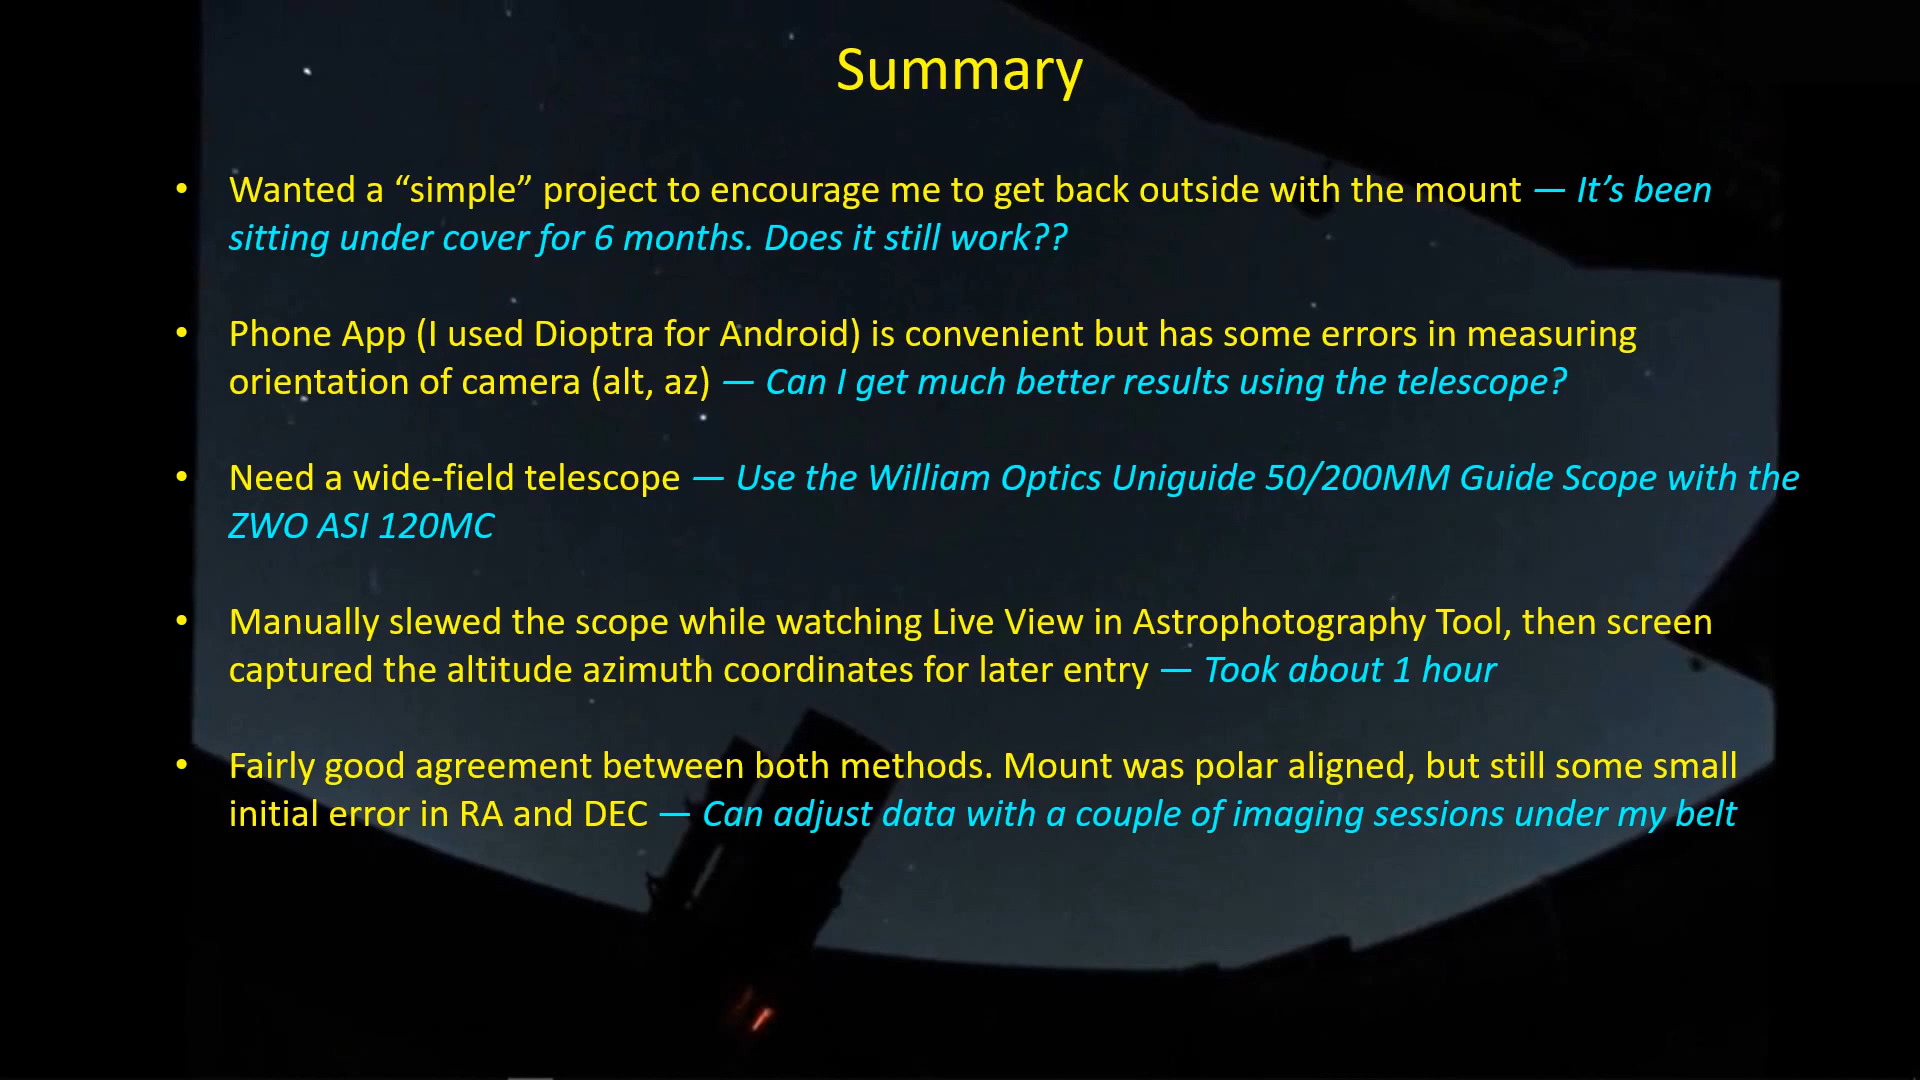 Summary
• Wanted a “simple” project to encourage me to get back outside with the mount — It’s been
sitting under cover for 6 months. Does it still work??
• Phone App (I used Dioptra for Android) is convenient but has some errors in measuring
orientation of camera (alt, az) — Can I get much better results using the telescope?
• Need a wide-field telescope — Use the William Optics Uniguide 50/200MM Guide Scope with the
ZWO ASI 120MC
• Manually slewed the scope while watching Live View in Astrophotography Tool, then screen
captured the altitude azimuth coordinates for later entry — Took about 1 hour
• Fairly good agreement between both methods. Mount was polar aligned, but still some small
initial error in RA and DEC — Can adjust data with a couple of imaging sessions under my belt